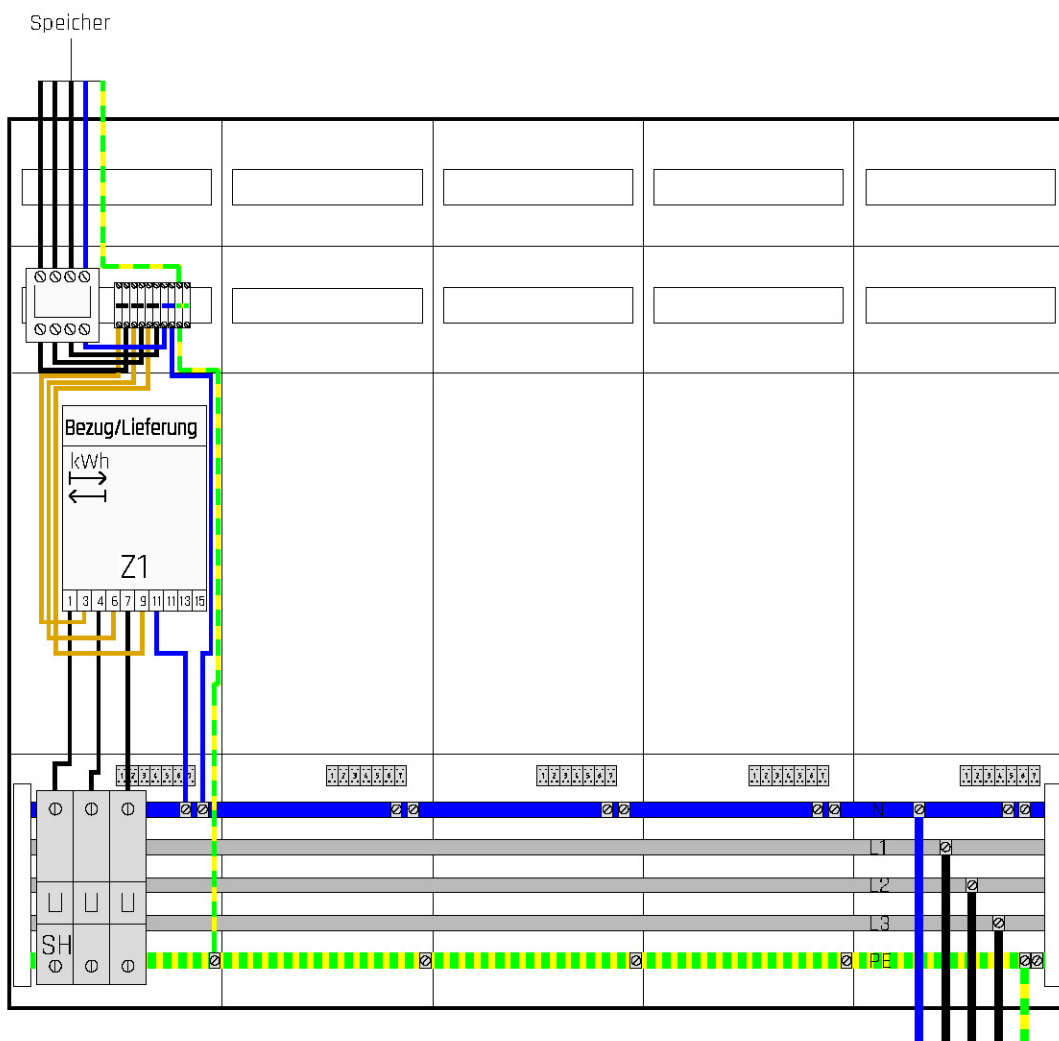 Speicher
Bezug/Lieferung
kWh
Z1
1 3 4 6 7 9 11 11 13 15
1 2 3 4 5 6 7
1 2 3 4 5 6 7
1 2 3 4 5 6 7
1 2 3 4 5 6 7
1 2 3 4 5 6 7
N
L1
L2
L3
SH
PE